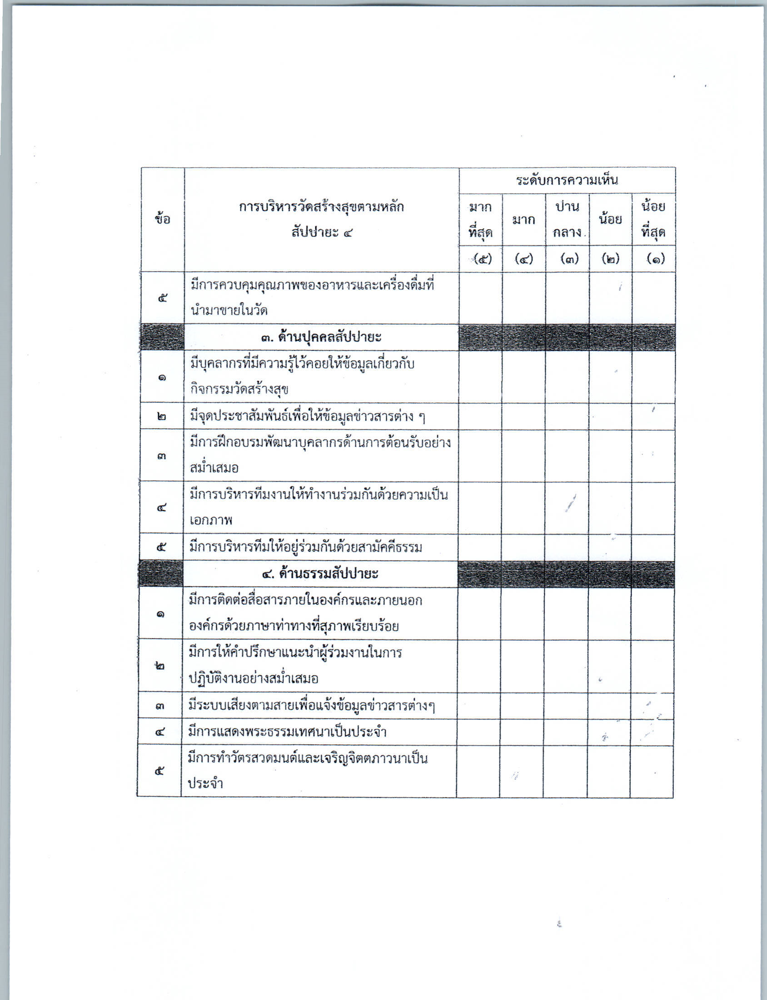 ข้อ
การบริหารวัดสร้างสุขตามหลัก
สัปปายะ ๔
ระดับการความเห็น
มาก
ที่สุด
มาก
ปาน
กลาง
น้อย
น้อย
ที่สุด
(๕) (๔) (๓) (๒) (๑)
๕ มีการควบคุมคุณภาพของอาหารและเครื่องดื่มที่
นำมาขายในวัด
๓. ด้านปุคคลสัปปายะ
๑ มีบุคลากรที่มีความรู้ไว้คอยให้ข้อมูลเกี่ยวกับ
กิจกรรมวัดสร้างสุข
๒ มีจุดประชาสัมพันธ์เพื่อให้ข้อมูลข่าวสารต่าง ๆ
๓ มีการฝึกอบรมพัฒนาบุคลากรด้านการต้อนรับอย่าง
สม่ำเสมอ
๔ มีการบริหารทีมงานให้ทำงานร่วมกันด้วยความเป็น
เอกภาพ
๕ มีการบริหารทีมให้อยู่ร่วมกันด้วยสามัคคีธรรม
๔. ด้านธรรมสัปปายะ
๑ มีการติดต่อสื่อสารภายในองค์กรและภายนอก
องค์กรด้วยภาษาท่าทางที่สุภาพเรียบร้อย
๒ มีการให้คำปรึกษาแนะนำผู้ร่วมงานในการ
ปฏิบัติงานอย่างสม่ำเสมอ
๓ มีระบบเสียงตามสายเพื่อแจ้งข้อมูลข่าวสารต่างๆ
๔ มีการแสดงพระธรรมเทศนาเป็นประจำ
๕ มีการทำวัตรสวดมนต์และเจริญจิตตภาวนาเป็น
ประจำ